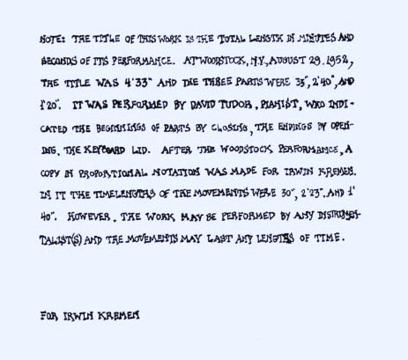 NOTE: THE TITLE OF THIS WORK IS THE TOTAL LENGTH IN MINUTES AND
SECONDS OF ITS PERFORMANCE. AT WOODSTOCK, N.Y., AUGUST 29, 1952,
THE TITLE WAS 4'33" AND THE THREE PARTS WERE 33", 2'40", AND
1'20". IT WAS PERFORMED BY DAVID TUDOR, PIANIST, WHO INDI-
CATED THE BEGINNINGS OF PARTS BY CLOSING, THE ENDINGS BY OPEN-
ING, THE KEYBOARD LID. AFTER THE WOODSTOCK PERFORMANCE, A
COPY IN PROPORTIONAL NOTATION WAS MADE FOR IRWIN KREMEN.
IN IT THE TIMELENGTHS OF THE MOVEMENTS WERE 30", 2'23", AND 1'
40". HOWEVER, THE WORK MAY BE PERFORMED BY ANY INSTRUMEN-
TALIST(S) AND THE MOVEMENTS MAY LAST ANY LENGTHS OF TIME.
FOR IRWIN KREMEN